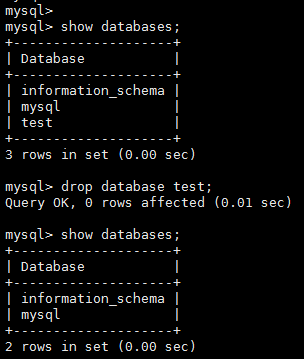 mysql>
mysql> show databases;
+--------------------+
| Database           |
+--------------------+
| information_schema |
| mysql              |
| test               |
+--------------------+
3 rows in set (0.00 sec)

mysql> drop database test;
Query OK, 0 rows affected (0.01 sec)

mysql> show databases;
+--------------------+
| Database           |
+--------------------+
| information_schema |
| mysql              |
+--------------------+
2 rows in set (0.00 sec)